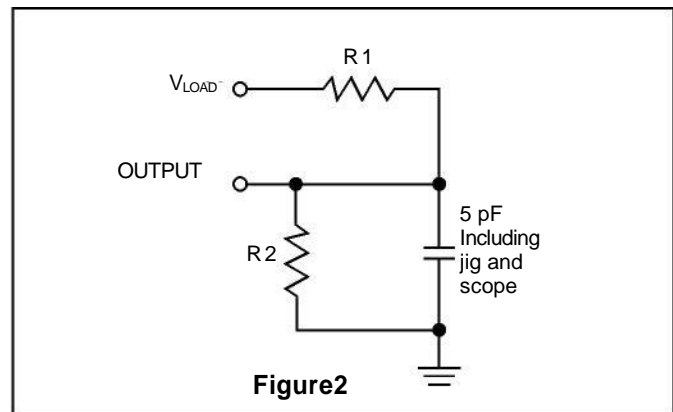 R1
VLOAD
OUTPUT
5 pF
Including
jig and
scope
R2
Figure2